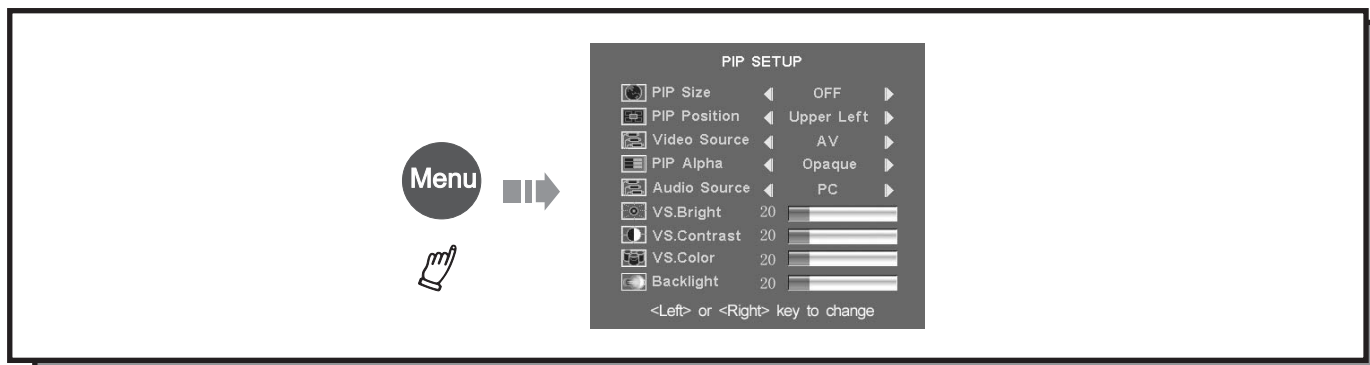 Menu
PIP SETUP
PIP Size OFF
PIP Position Upper Left
Video Source AV
PIP Alpha Opaque
Audio Source PC
VS.Bright 20
VS.Contrast 20
VS.Color 20
Backlight 20
<Left> or <Right> key to change